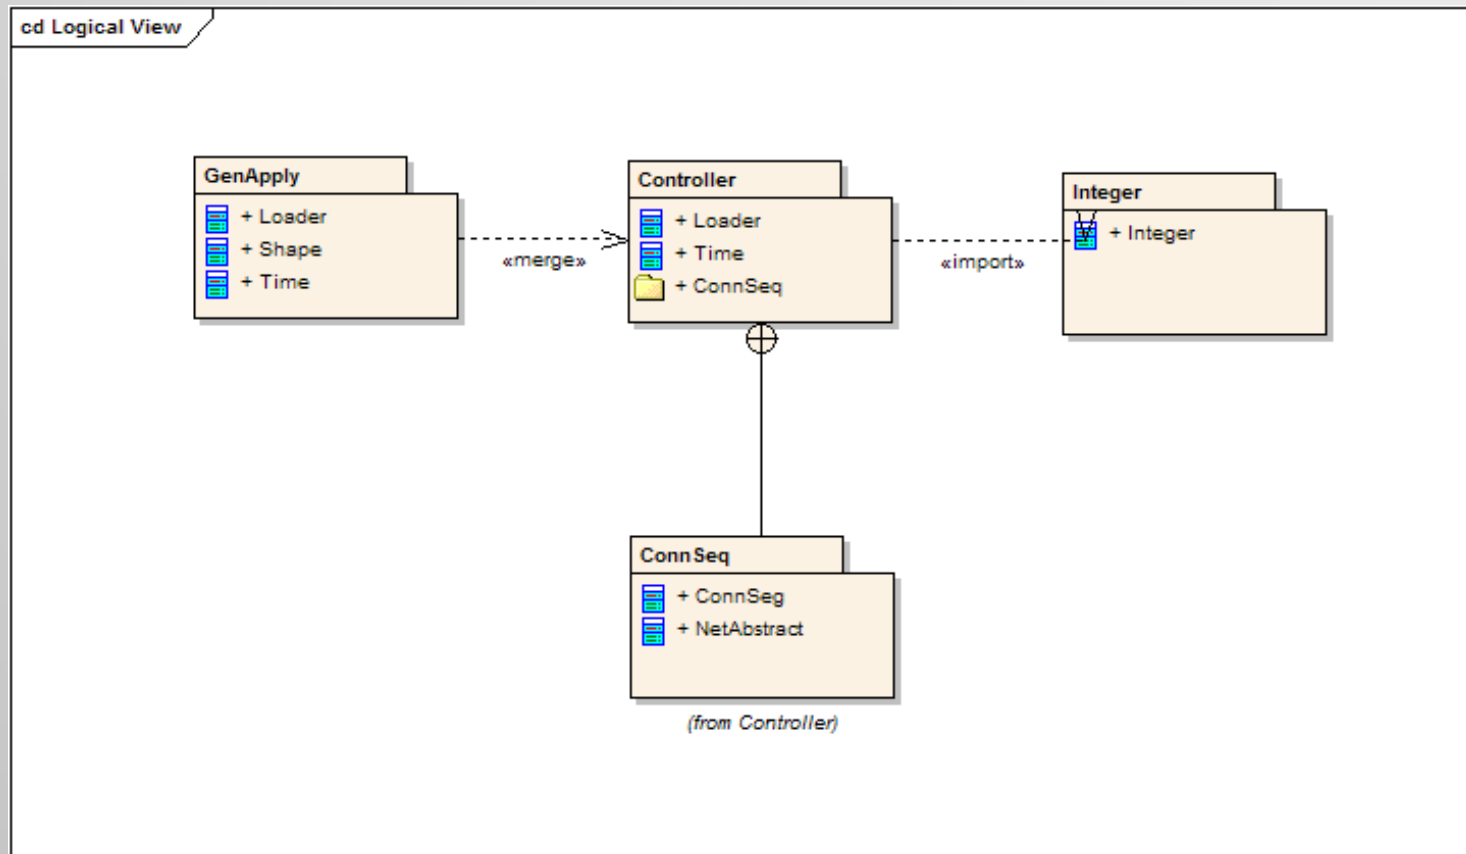 cd Logical View
GenApply
+ Loader
+ Shape
+ Time
«merge»
Controller
+ Loader
+ Time
+ ConnSeq
«import»
Integer
+ Integer
ConnSeq
+ ConnSeg
+ NetAbstract
(from Controller)